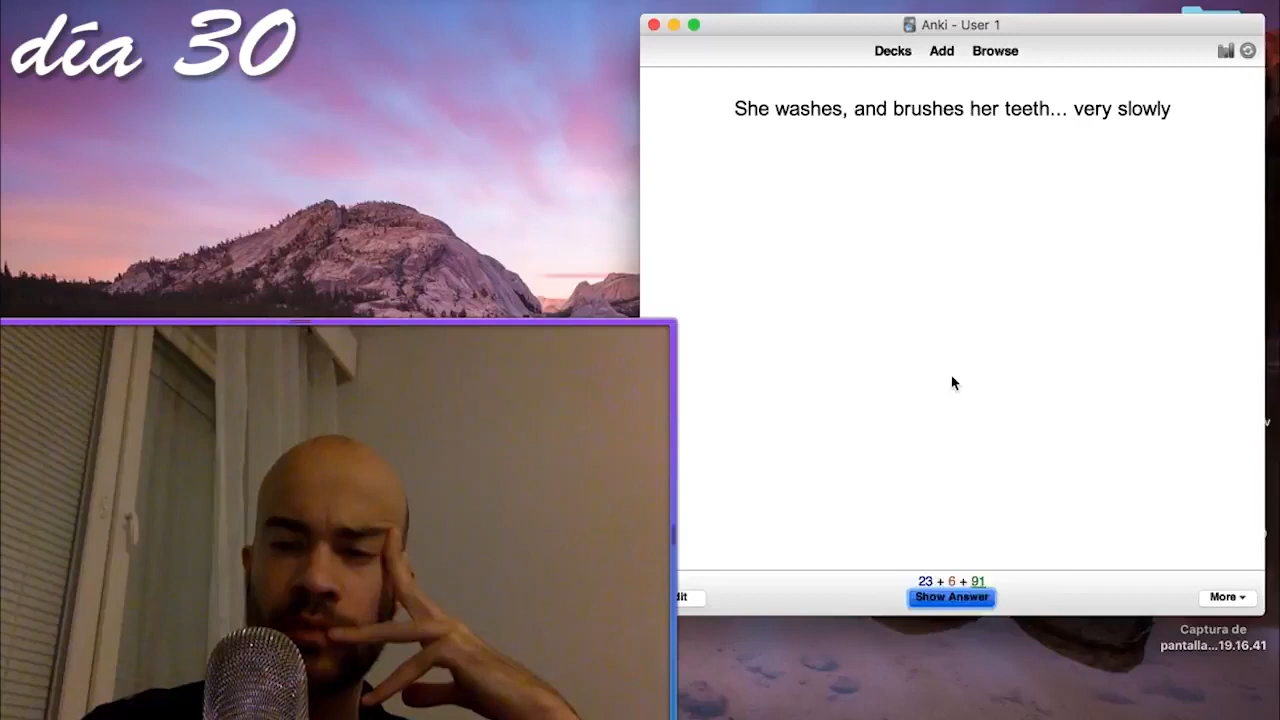 día 30
Anki - User 1
Decks Add Browse
She washes, and brushes her teeth... very slowly
23 + 6 + 91
dit
Show Answer
More
Captura de
pantalla...19.16.41
v